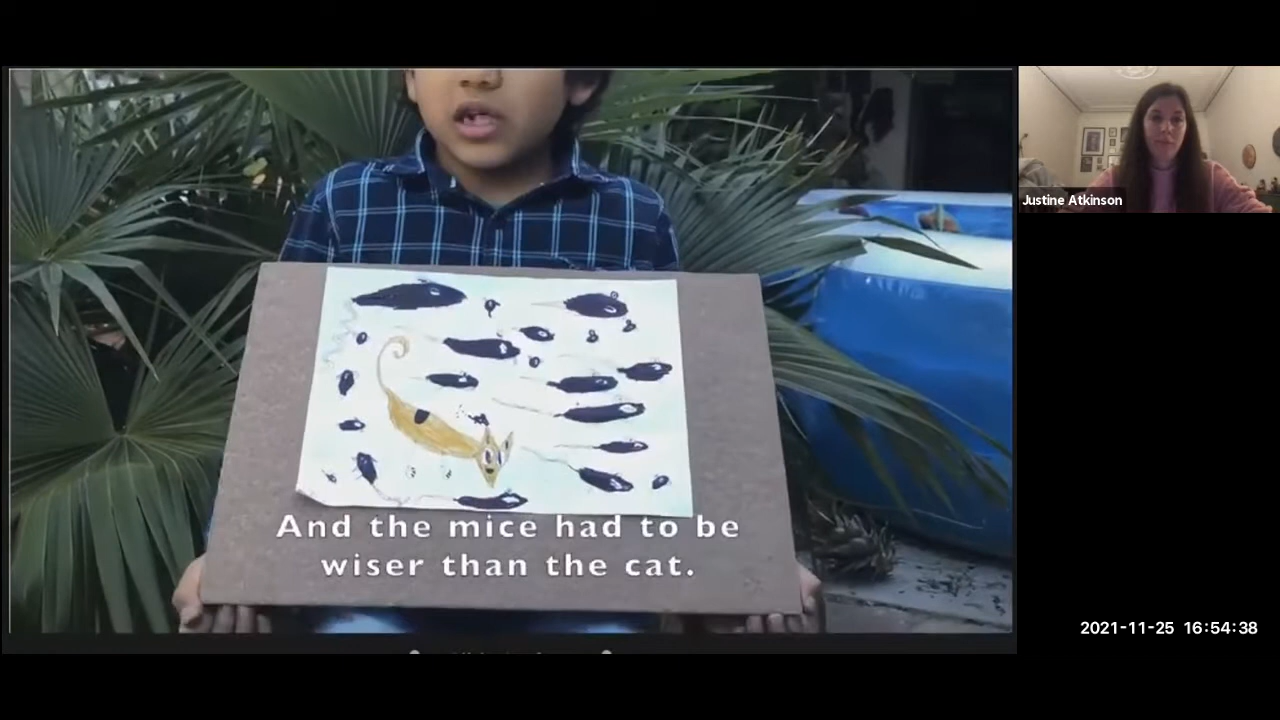 Justine Atkinson
And the mice had to be
wiser than the cat.
2021-11-25 16:54:38